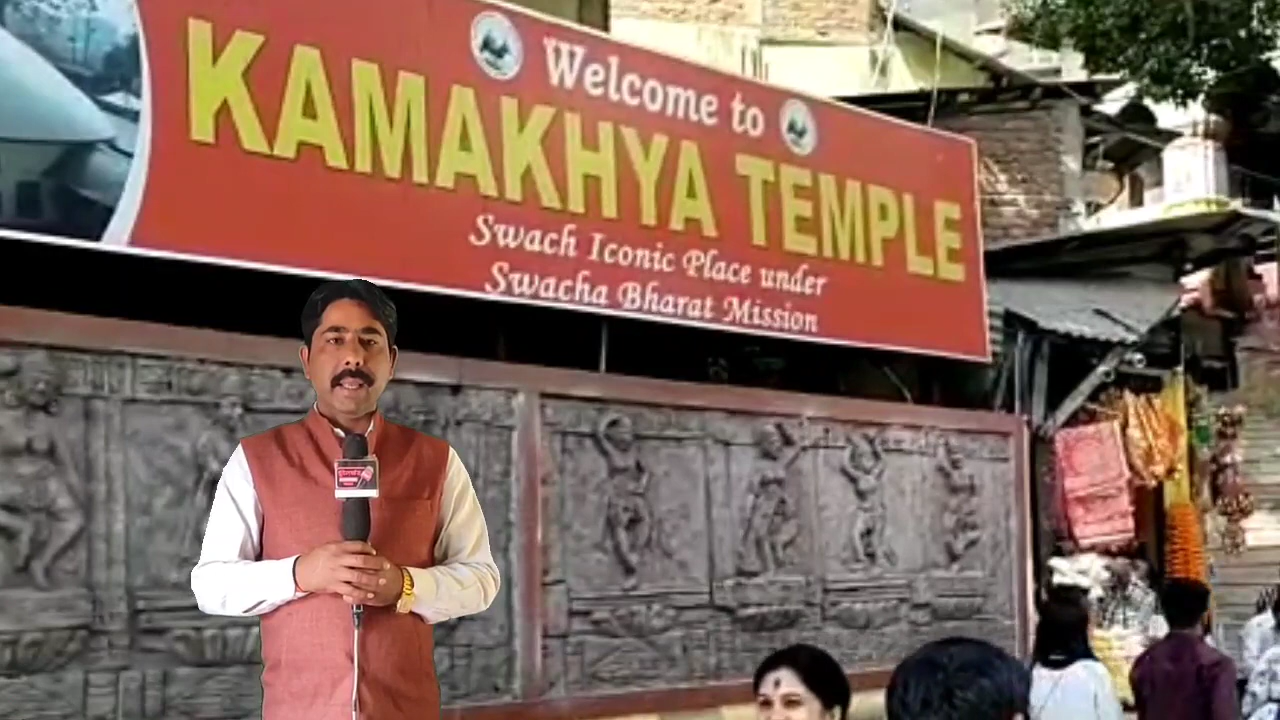 Welcome to
KAMAKHYA TEMPLE
Swach Iconic Place under
Swacha Bharat Mission